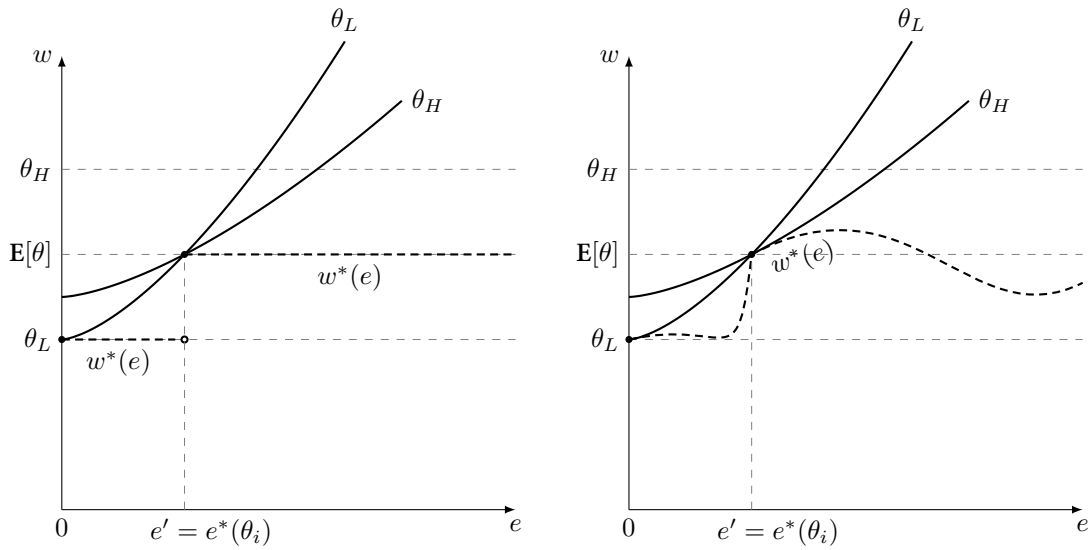 θ_L
w
θ_H
θ_H
E[θ]
w*(e)
θ_L
w*(e)
0
e′ = e*(θ_i)
e
θ_L
w
θ_H
θ_H
E[θ]
w*(e)
θ_L
0
e′ = e*(θ_i)
e